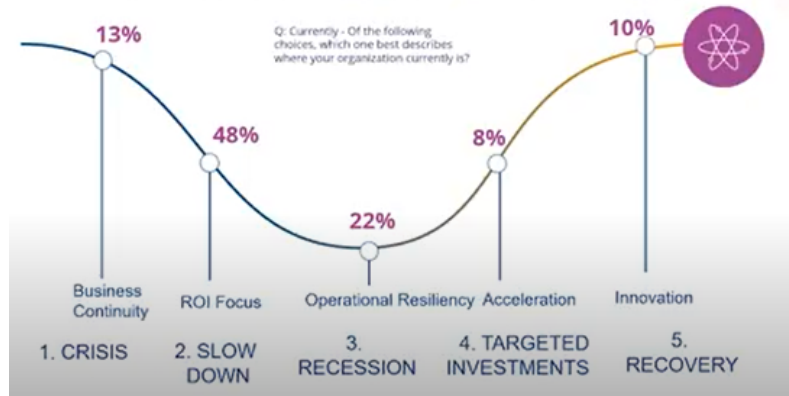 13%
Q: Currently - Of the following
choices, which one best describes
where your organization currently is?
10%
48%
8%
22%
Business
Continuity
ROI Focus
Operational Resiliency
Acceleration
Innovation
1. CRISIS
2. SLOW
DOWN
3.
RECESSION
4. TARGETED
INVESTMENTS
5.
RECOVERY